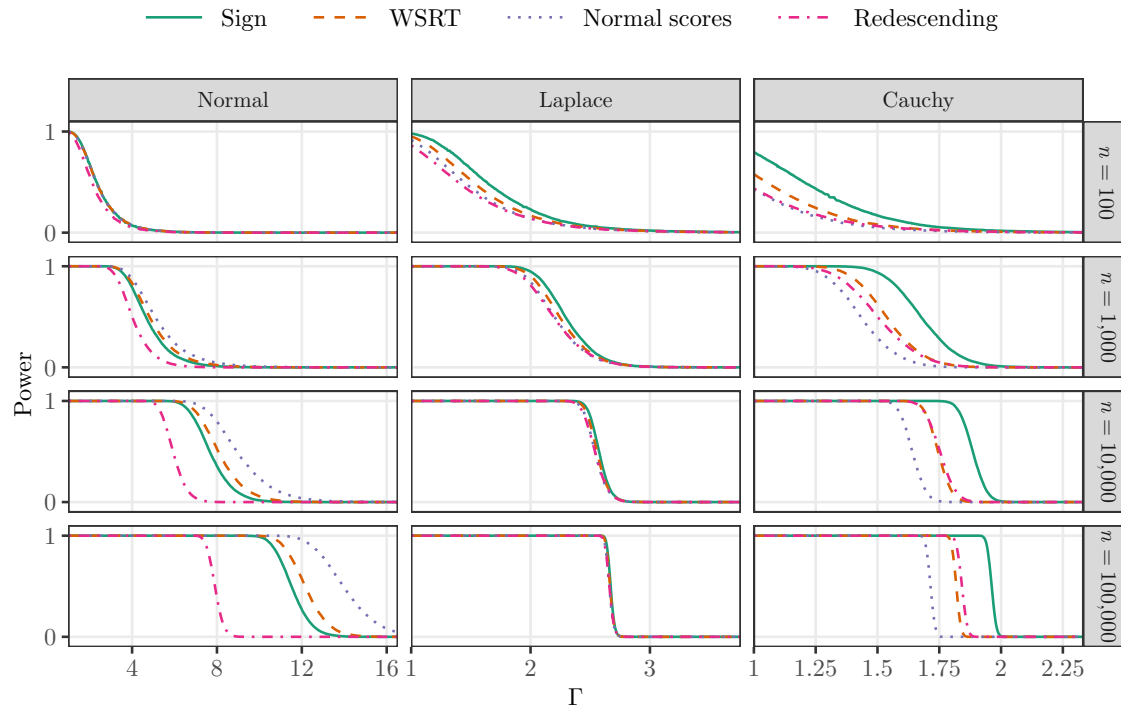 Sign WSRT Normal scores Redescending
Normal Laplace Cauchy
Power
1
0
n = 100
1
0
n = 1,000
1
0
n = 10,000
1
0
n = 100,000
4 8 12 16 1 2 3 1 1.25 1.5 1.75 2 2.25
Γ